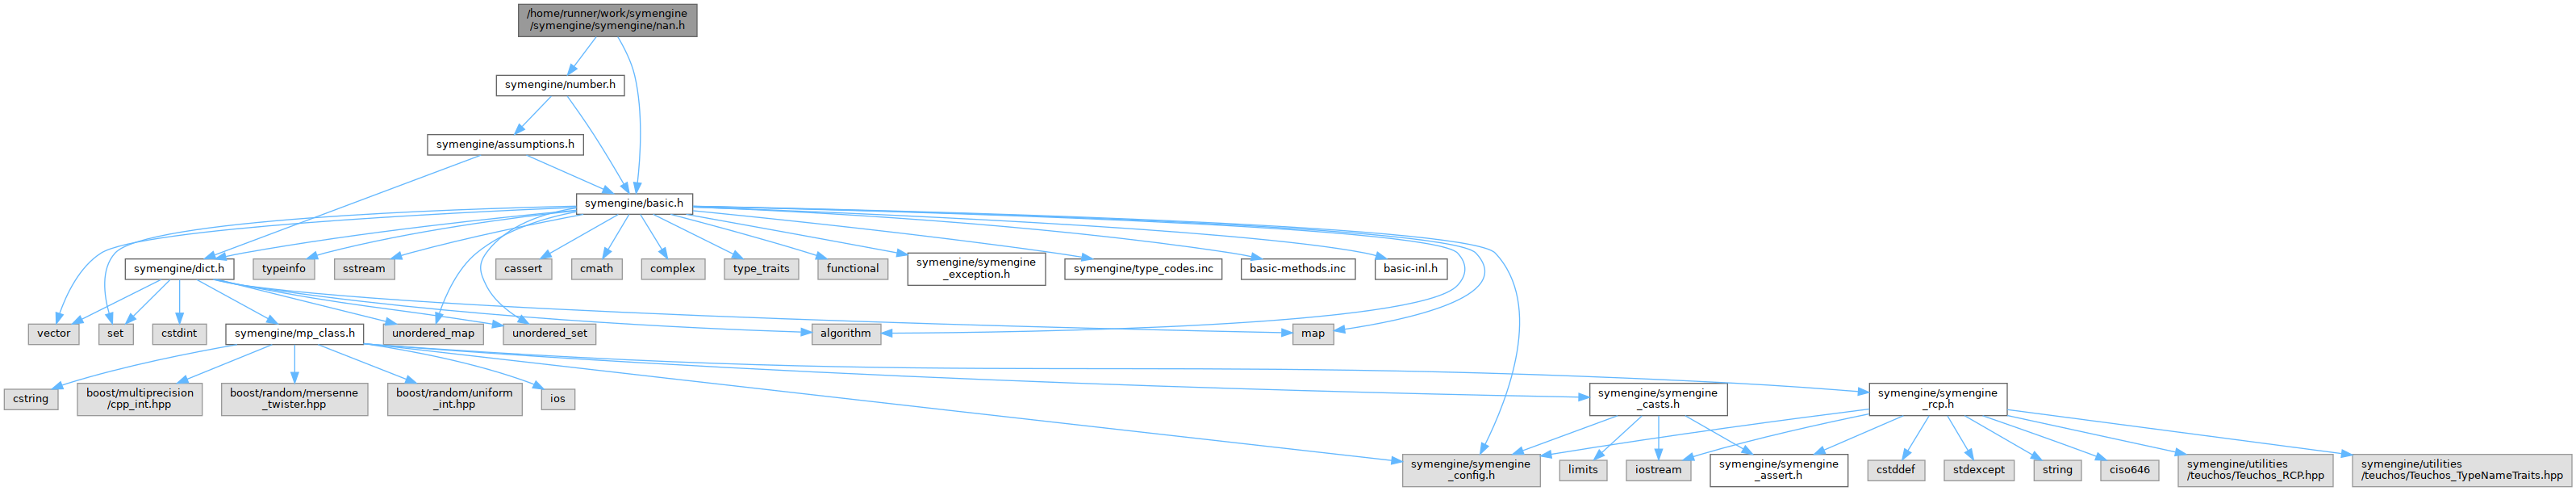 /home/runner/work/symengine
/symengine/symengine/nan.h
symengine/number.h
symengine/assumptions.h
symengine/basic.h
symengine/dict.h
typeinfo
sstream
cassert
cmath
complex
type_traits
functional
symengine/symengine
_exception.h
symengine/type_codes.inc
basic-methods.inc
basic-inl.h
vector
set
cstdint
symengine/mp_class.h
unordered_map
unordered_set
algorithm
map
cstring
boost/multiprecision
/cpp_int.hpp
boost/random/mersenne
_twister.hpp
boost/random/uniform
_int.hpp
ios
symengine/symengine
_casts.h
symengine/symengine
_rcp.h
symengine/symengine
_config.h
limits
iostream
symengine/symengine
_assert.h
cstddef
stdexcept
string
ciso646
symengine/utilities
/teuchos/Teuchos_RCP.hpp
symengine/utilities
/teuchos/Teuchos_TypeNameTraits.hpp